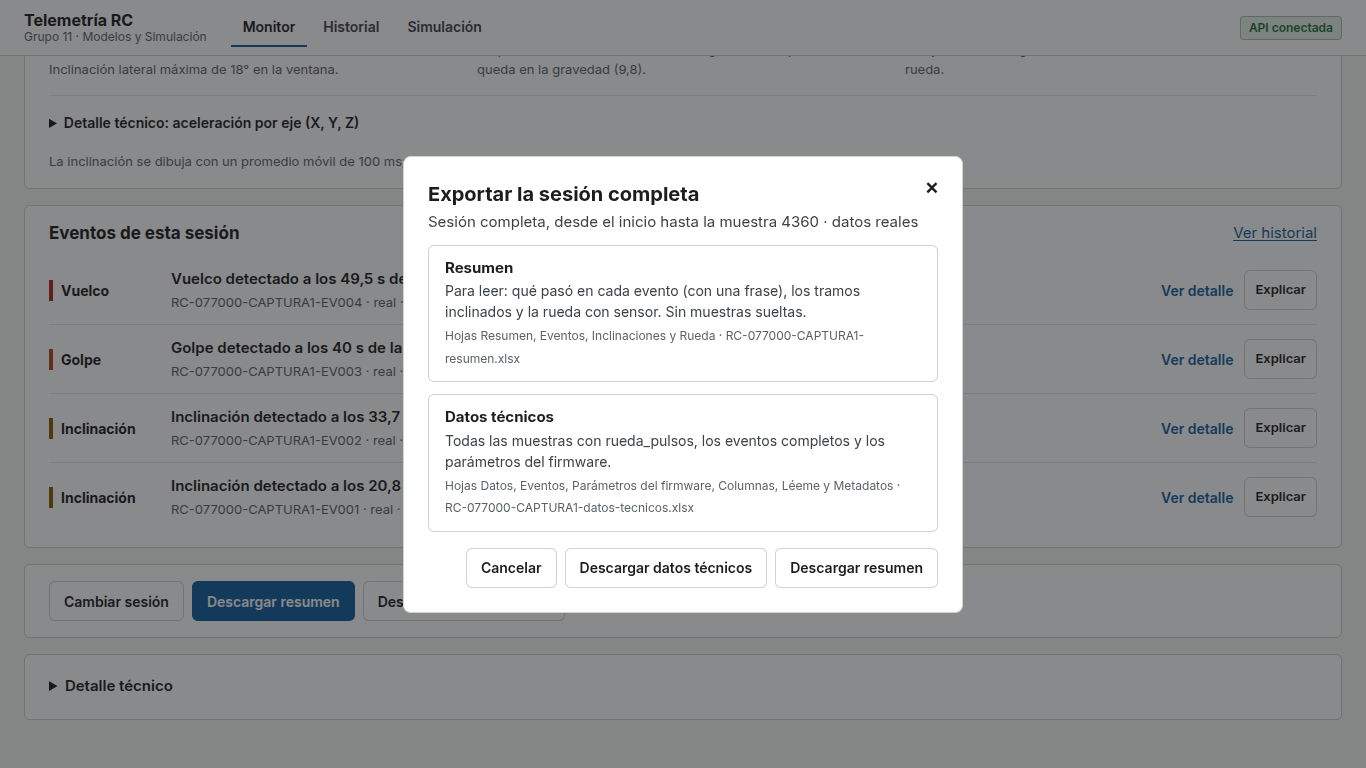 Telemetría RC
Grupo 11 · Modelos y Simulación
Monitor
Historial
Simulación
API conectada
Inclinación lateral máxima de 18° en la ventana.
queda en la gravedad (9,8).
rueda.
▶ Detalle técnico: aceleración por eje (X, Y, Z)
La inclinación se dibuja con un promedio móvil de 100 ms
Eventos de esta sesión
Ver historial
Vuelco
Vuelco detectado a los 49,5 s de
RC-077000-CAPTURA1-EV004 · real ·
Ver detalle
Explicar
Golpe
Golpe detectado a los 40 s de la
RC-077000-CAPTURA1-EV003 · real ·
Ver detalle
Explicar
Inclinación
Inclinación detectado a los 33,7
RC-077000-CAPTURA1-EV002 · real ·
Ver detalle
Explicar
Inclinación
Inclinación detectado a los 20,8
RC-077000-CAPTURA1-EV001 · real ·
Ver detalle
Explicar
Cambiar sesión
Descargar resumen
Des
▶ Detalle técnico
Exportar la sesión completa
×
Sesión completa, desde el inicio hasta la muestra 4360 · datos reales
Resumen
Para leer: qué pasó en cada evento (con una frase), los tramos
inclinados y la rueda con sensor. Sin muestras sueltas.
Hojas Resumen, Eventos, Inclinaciones y Rueda · RC-077000-CAPTURA1-
resumen.xlsx
Datos técnicos
Todas las muestras con rueda_pulsos, los eventos completos y los
parámetros del firmware.
Hojas Datos, Eventos, Parámetros del firmware, Columnas, Léeme y Metadatos ·
RC-077000-CAPTURA1-datos-tecnicos.xlsx
Cancelar
Descargar datos técnicos
Descargar resumen